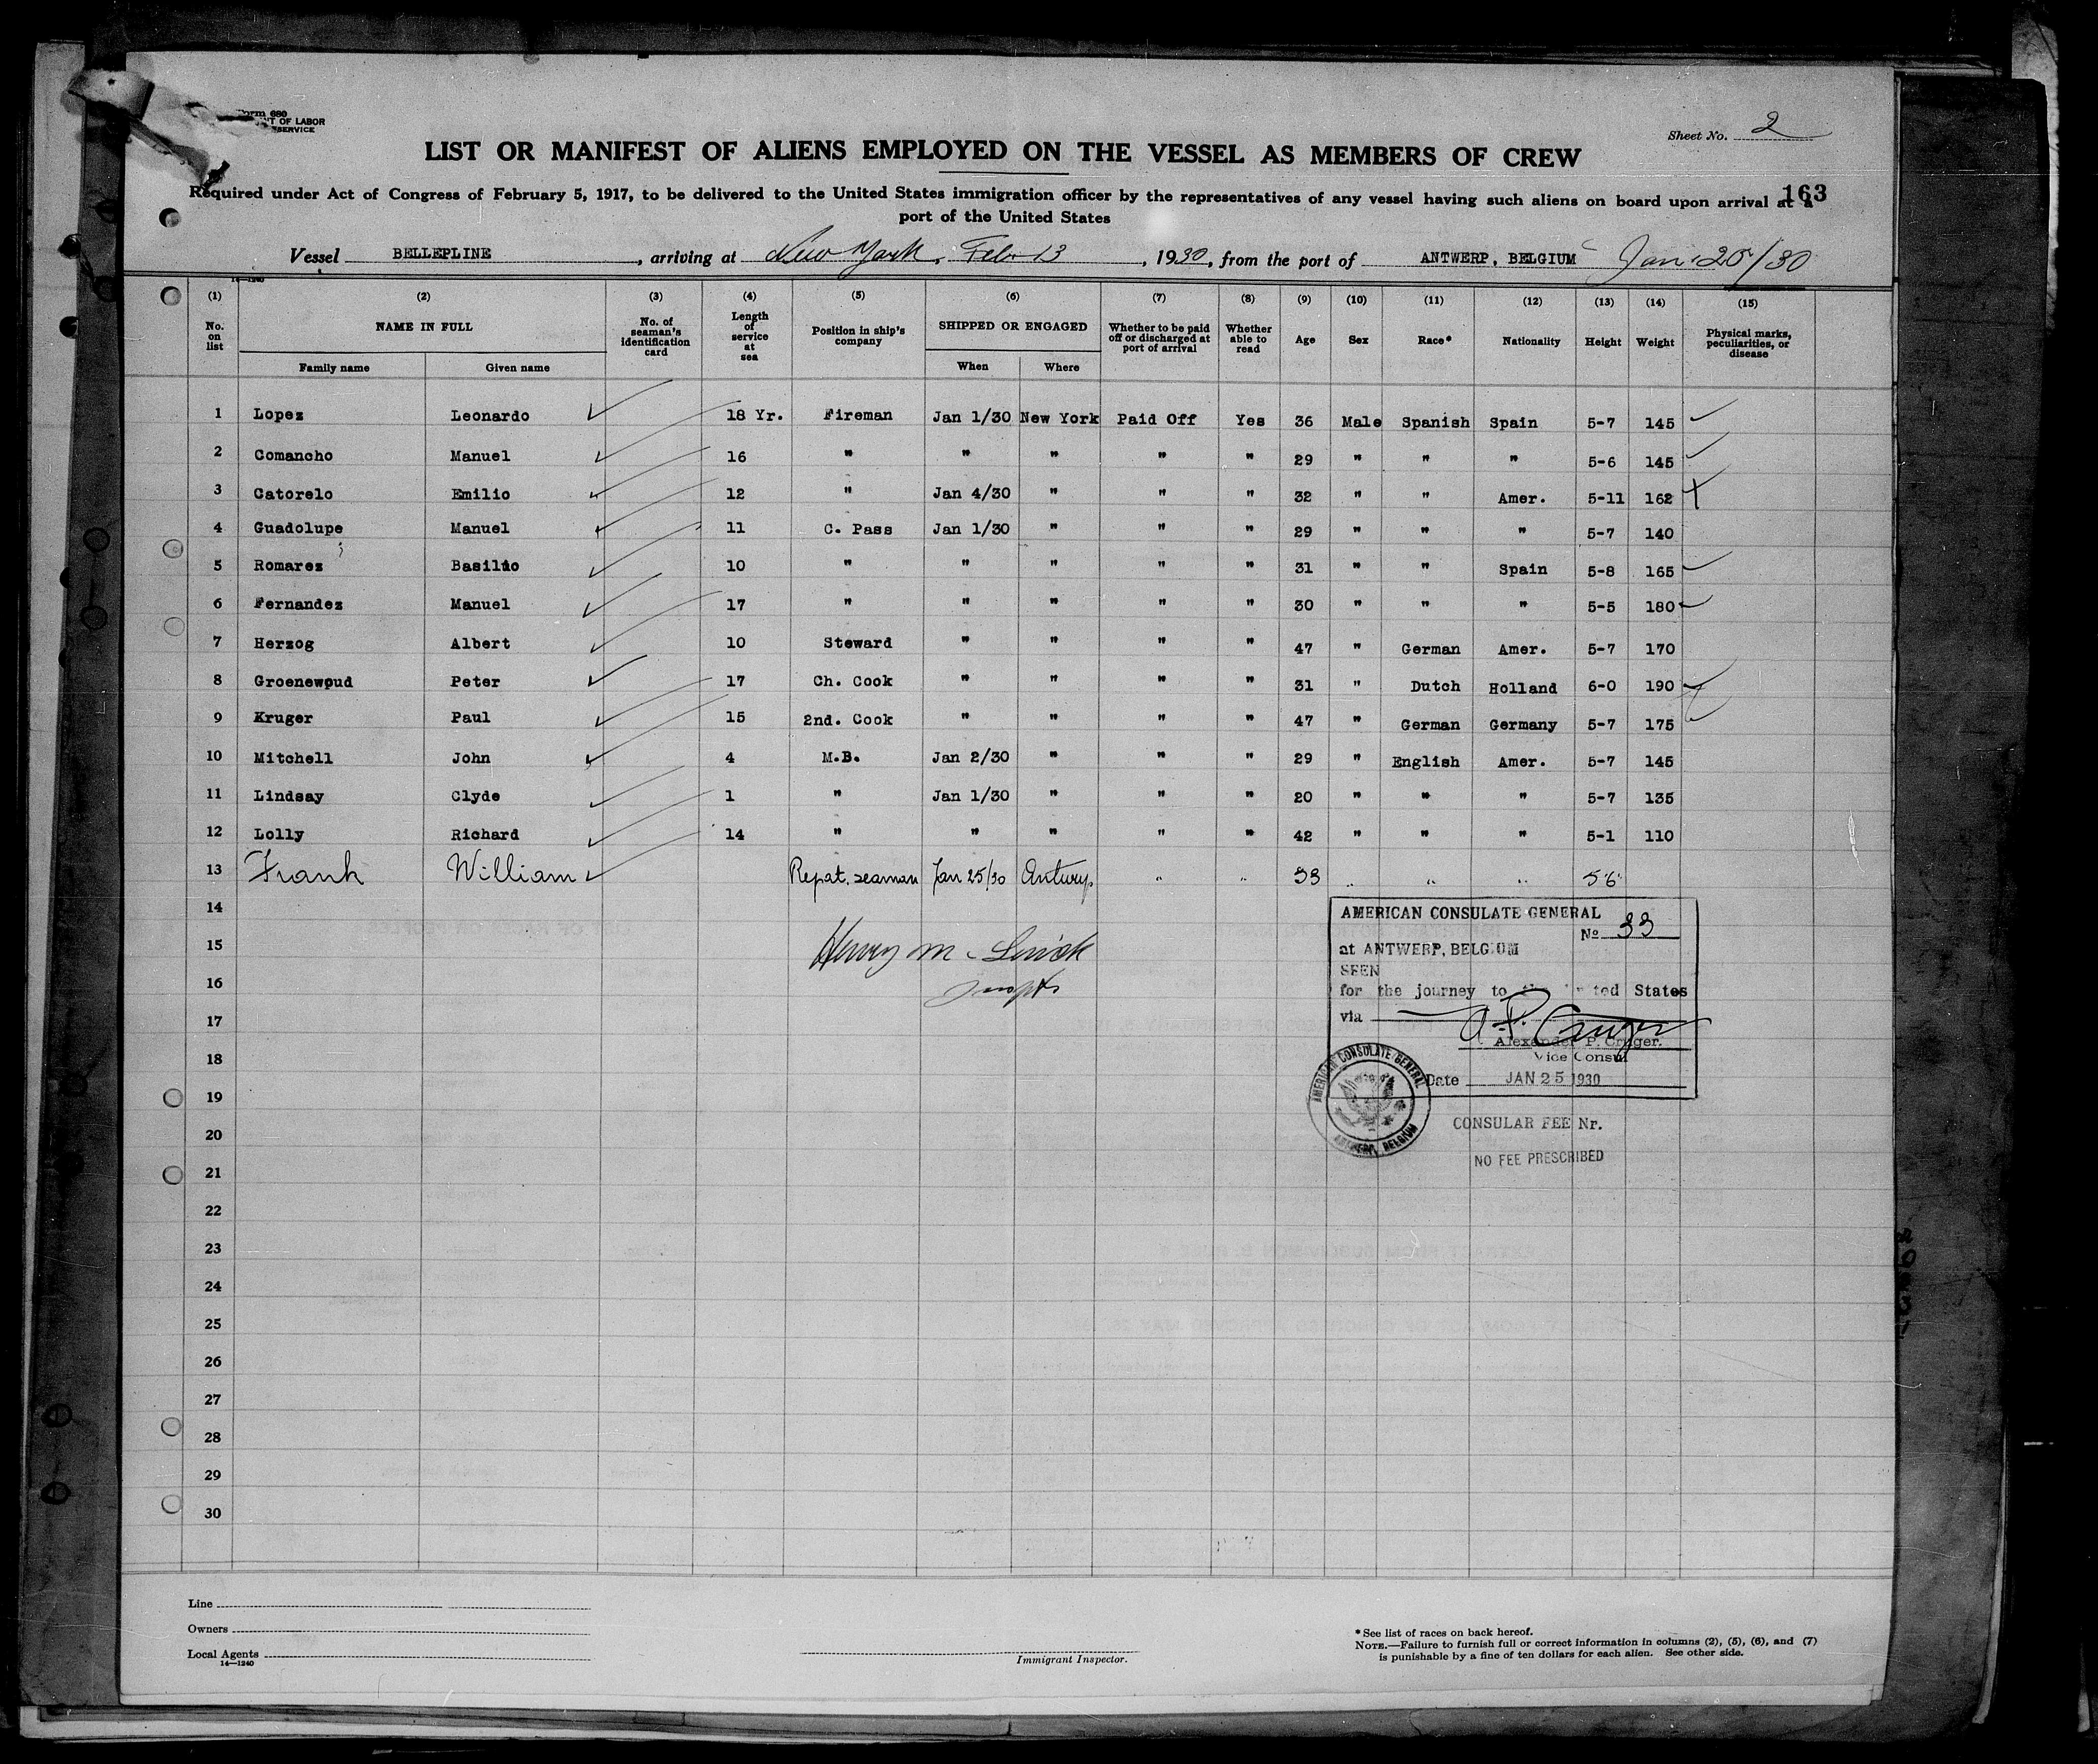 Form 680
OF LABOR
SERVICE
Sheet No. 2
LIST OR MANIFEST OF ALIENS EMPLOYED ON THE VESSEL AS MEMBERS OF CREW
163
Required under Act of Congress of February 5, 1917, to be delivered to the United States immigration officer by the representatives of any vessel having such aliens on board upon arrival at a
port of the United States
Vessel BELLEPLINE, arriving at New York, Feb 13, 1930, from the port of ANTWERP, BELGIUM Jan 25/30
14—1240
(1) (2) (3) (4) (5) (6) (7) (8) (9) (10) (11) (12) (13) (14) (15)
No. on list NAME IN FULL No. of seaman's identification card Length of service at sea Position in ship's company SHIPPED OR ENGAGED Whether to be paid off or discharged at port of arrival Whether able to read Age Sex Race* Nationality Height Weight Physical marks, peculiarities, or disease
Family name Given name When Where
1 Lopez Leonardo 18 Yr. Fireman Jan 1/30 New York Paid Off Yes 36 Male Spanish Spain 5-7 145
2 Comancho Manuel 16 " " " " " 29 " " " 5-6 145
3 Catorelo Emilio 12 " Jan 4/30 " " " 32 " " Amer. 5-11 162
4 Guadolupe Manuel 11 C. Pass Jan 1/30 " " " 29 " " " 5-7 140
5 Romares Basilio 10 " " " " " 31 " " Spain 5-8 165
6 Fernandez Manuel 17 " " " " " 30 " " " 5-5 180
7 Herzog Albert 10 Steward " " " " 47 " German Amer. 5-7 170
8 Groenewoud Peter 17 Ch. Cook " " " " 31 " Dutch Holland 6-0 190
9 Kruger Paul 15 2nd. Cook " " " " 47 " German Germany 5-7 175
10 Mitchell John 4 M.B. Jan 2/30 " " " 29 " English Amer. 5-7 145
11 Lindsay Clyde 1 " Jan 1/30 " " " 20 " " " 5-7 135
12 Lolly Richard 14 " " " " " 42 " " " 5-1 110
13 Frank William Repat. seaman Jan 25/30 Antwerp " " 33 " " " 5'6"
14
15 Henry M
16
17
18
19
20
21
22
23
24
25
26
27
28
29
30
AMERICAN CONSULATE GENERAL
No 33
at ANTWERP, BELGIUM
SEEN
for the journey to the United States
via A.P. Cruger
Alexander P. Cruger.
Vice Consul
Date JAN 25 1930
AMERICAN CONSULATE GENERAL
ANTWERP, BELGIUM
CONSULAR FEE Nr.
NO FEE PRESCRIBED
Line
Owners
Local Agents
14—1240
Immigrant Inspector.
* See list of races on back hereof.
NOTE.—Failure to furnish full or correct information in columns (2), (5), (6), and (7)
is punishable by a fine of ten dollars for each alien. See other side.